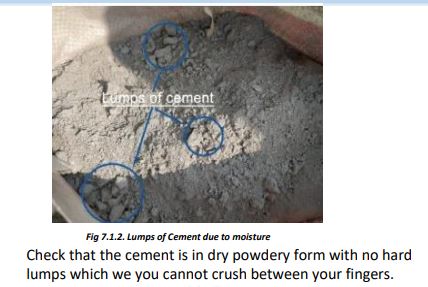 Lumps of cement
Fig 7.1.2. Lumps of Cement due to moisture
Check that the cement is in dry powdery form with no hard
lumps which we you cannot crush between your fingers.